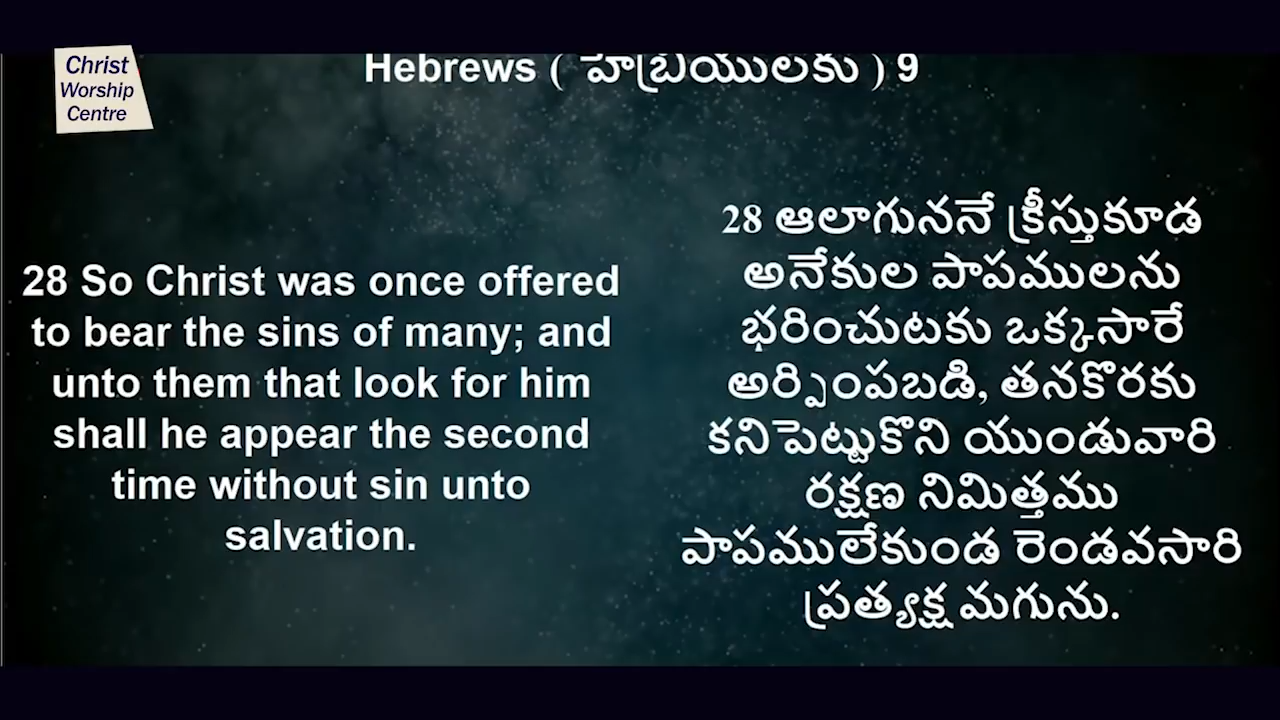 Christ
Worship
Centre
Hebrews ( హెబ్రీయులకు ) 9
28 So Christ was once offered
to bear the sins of many; and
unto them that look for him
shall he appear the second
time without sin unto
salvation.
28 ఆలాగుననే క్రీస్తుకూడ
అనేకుల పాపములను
భరించుటకు ఒక్కసారే
అర్పింపబడి, తనకొరకు
కనిపెట్టుకొని యుండువారి
రక్షణ నిమిత్తము
పాపములేకుండ రెండవసారి
ప్రత్యక్ష మగును.